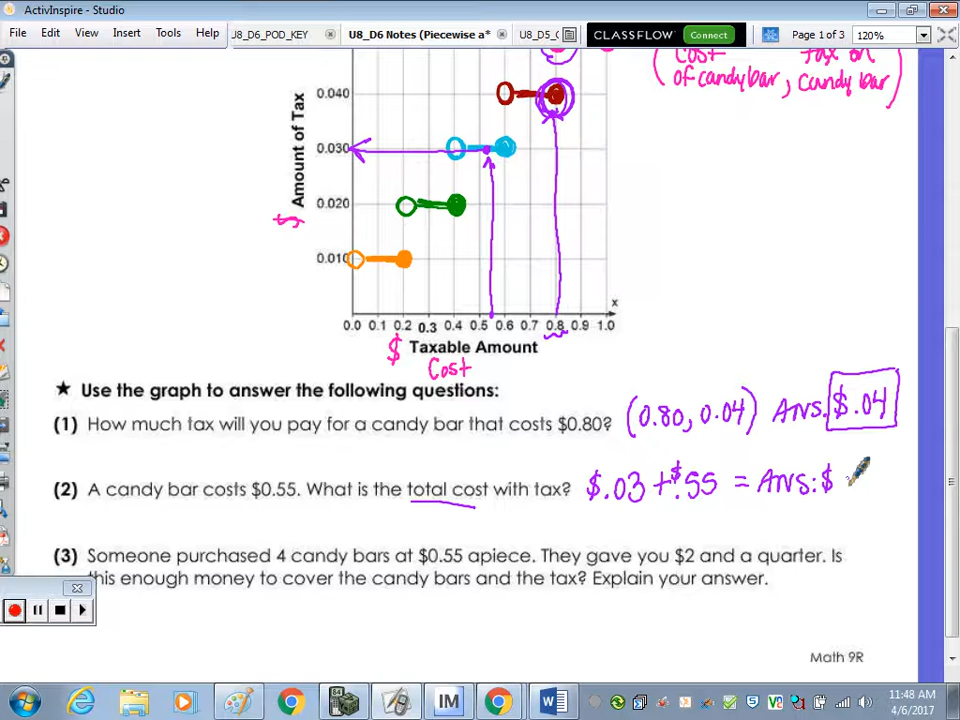 ActivInspire - Studio
File Edit View Insert Tools Help
U8_D6_POD_KEY U8_D6 Notes (Piecewise a* U8_D5_ CLASSFLOW Connect Page 1 of 3 120%
cost tax on
(of candy bar, candy bar)
Amount of Tax
0.040
0.030
0.020
$
0.010
x
0.0 0.1 0.2 0.3 0.4 0.5 0.6 0.7 0.8 0.9 1.0
$ Taxable Amount
Cost
★ Use the graph to answer the following questions:
(1) How much tax will you pay for a candy bar that costs $0.80? (0.80, 0.04) Ans: $.04
(2) A candy bar costs $0.55. What is the total cost with tax? $.03 + $.55 = Ans: $
(3) Someone purchased 4 candy bars at $0.55 apiece. They gave you $2 and a quarter. Is
this enough money to cover the candy bars and the tax? Explain your answer.
Math 9R
IM
11:48 AM
4/6/2017